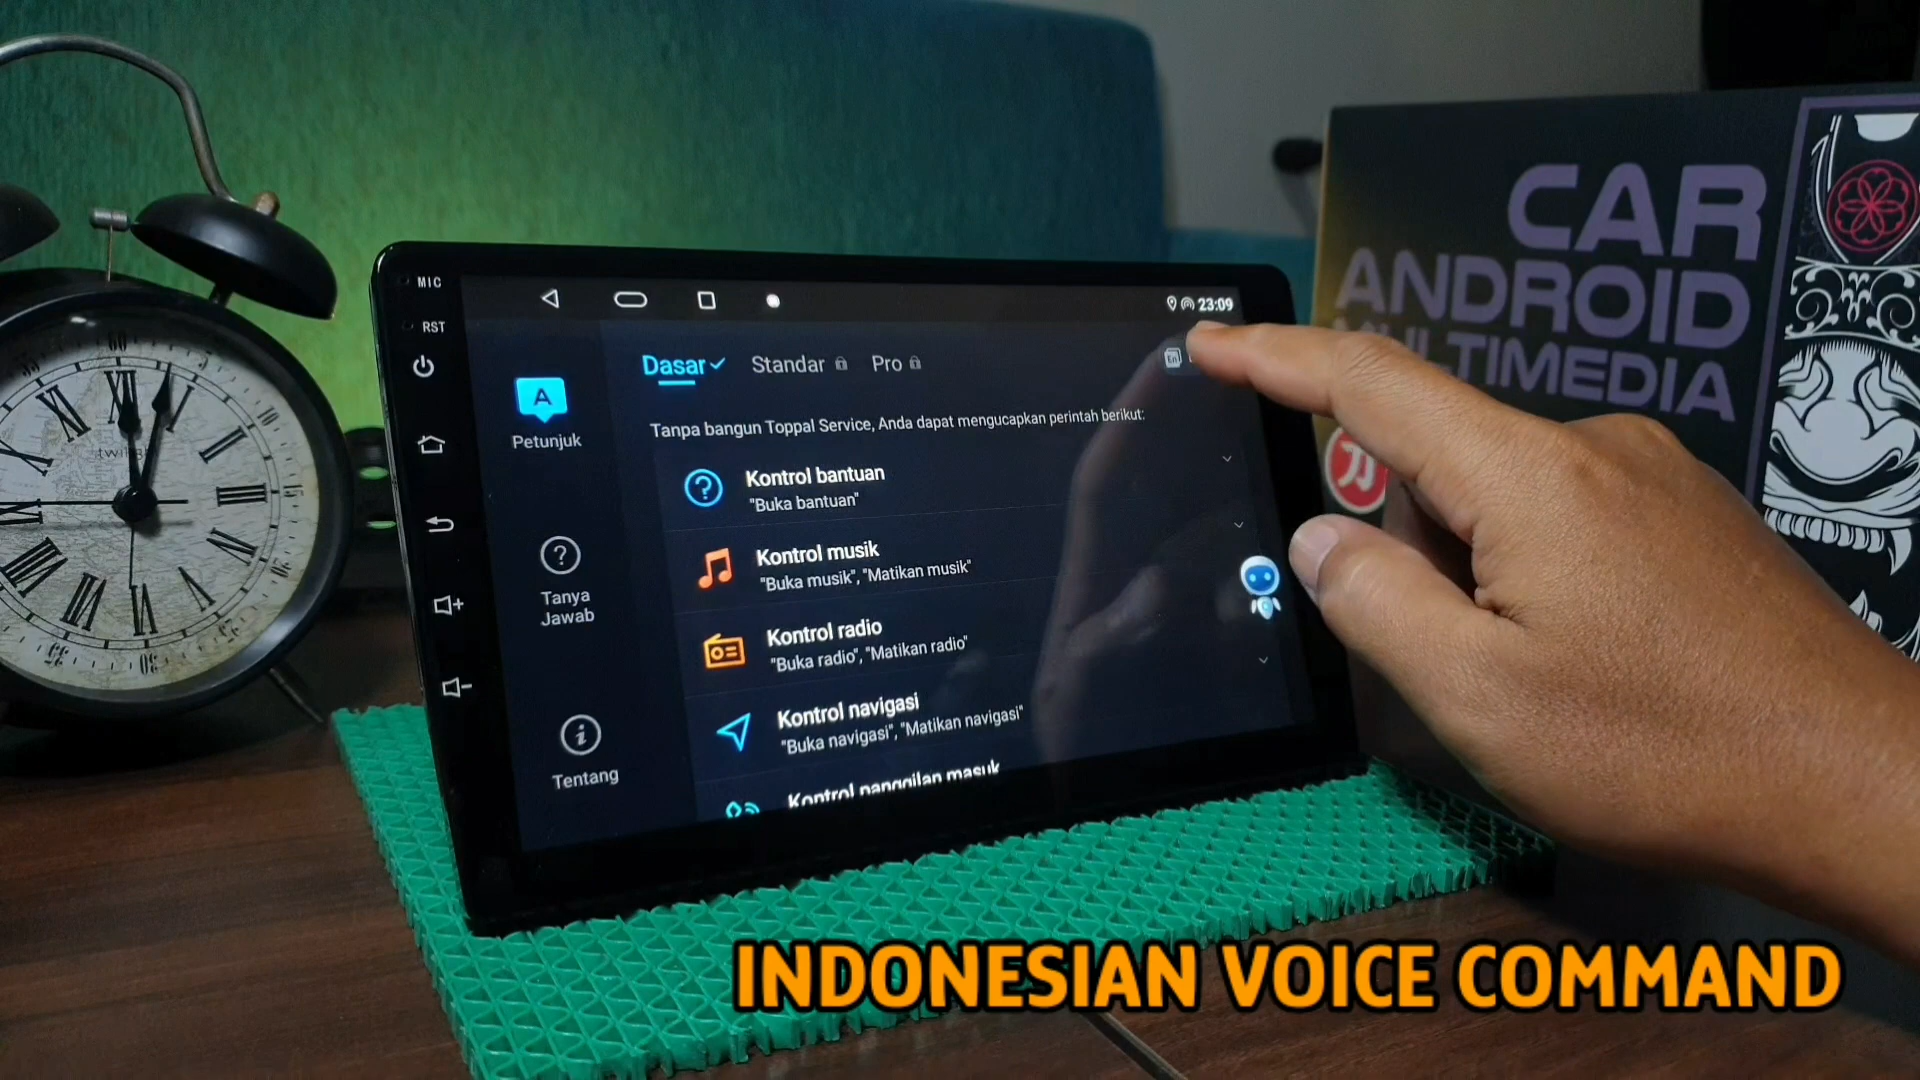 MIC
RST
23:09
Dasar
Standar
Pro
En
A
Petunjuk
Tanpa bangun Toppal Service, Anda dapat mengucapkan perintah berikut:
Kontrol bantuan
"Buka bantuan"
Kontrol musik
"Buka musik", "Matikan musik"
Tanya
Jawab
Kontrol radio
"Buka radio", "Matikan radio"
Kontrol navigasi
"Buka navigasi", "Matikan navigasi"
Tentang
Kontrol panggilan masuk
CAR
ANDROID
MULTIMEDIA
INDONESIAN VOICE COMMAND